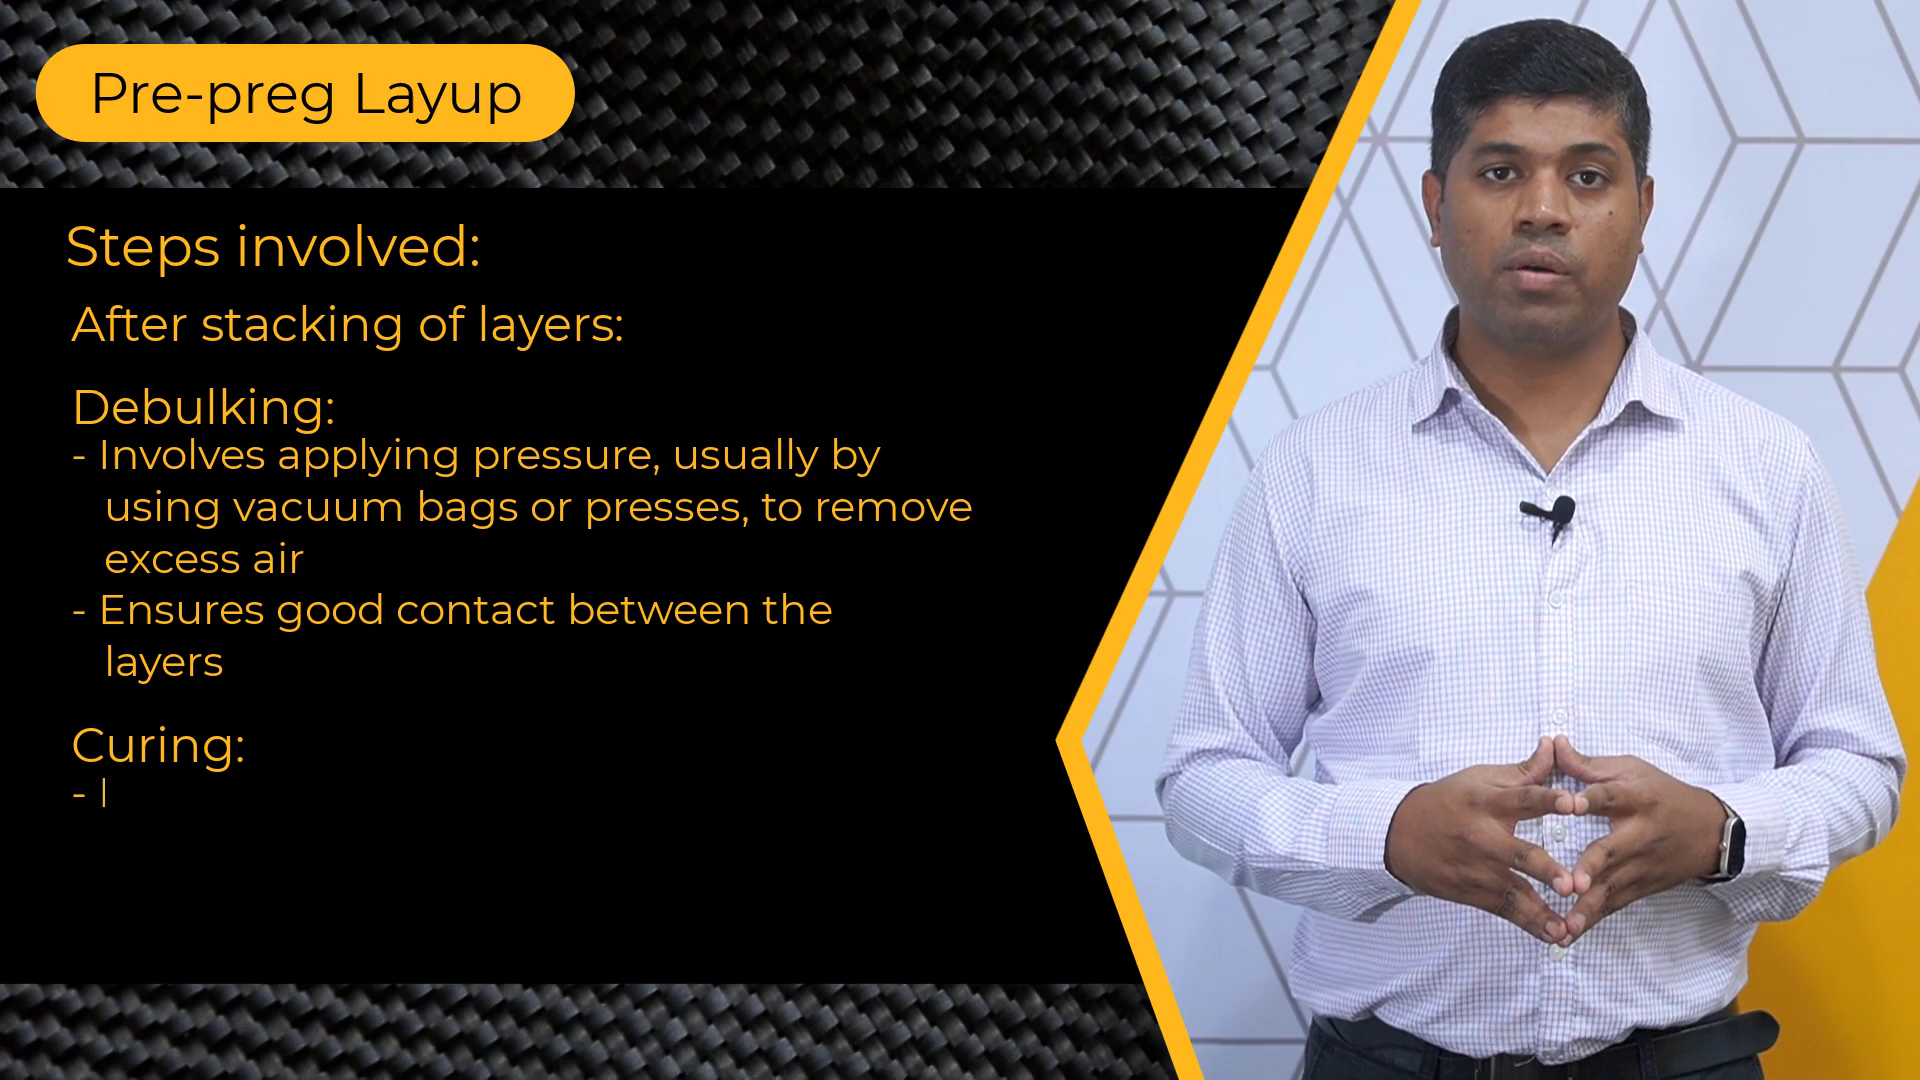 Pre-preg Layup
Steps involved:
After stacking of layers:
Debulking:
- Involves applying pressure, usually by
using vacuum bags or presses, to remove
excess air
- Ensures good contact between the
layers
Curing:
- I